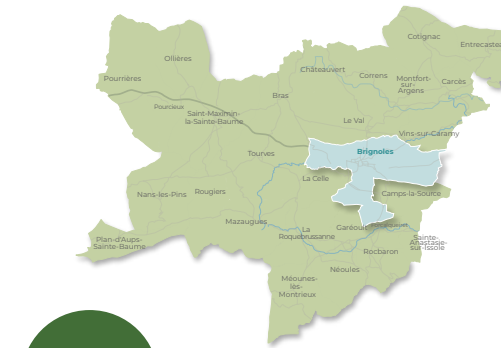 Cotignac
Entrecaste
Ollières
Châteauvert
Correns
Montfort-
sur-
Argens
Carcès
Pourrières
Bras
Pourcieux
Saint-Maximin-
la-Sainte-Baume
Le Val
Vins-sur-Caramy
Tourves
Brignoles
La Celle
Nans-les-Pins
Rougiers
Camps-la-Source
Mazaugues
La
Roquebrussanne
Garéoult
Forcalqueiret
Sainte-
Anastasie-
sur-Issole
Plan-d'Aups-
Sainte-Baume
Rocbaron
Néoules
Méounes-
lès-
Montrieux